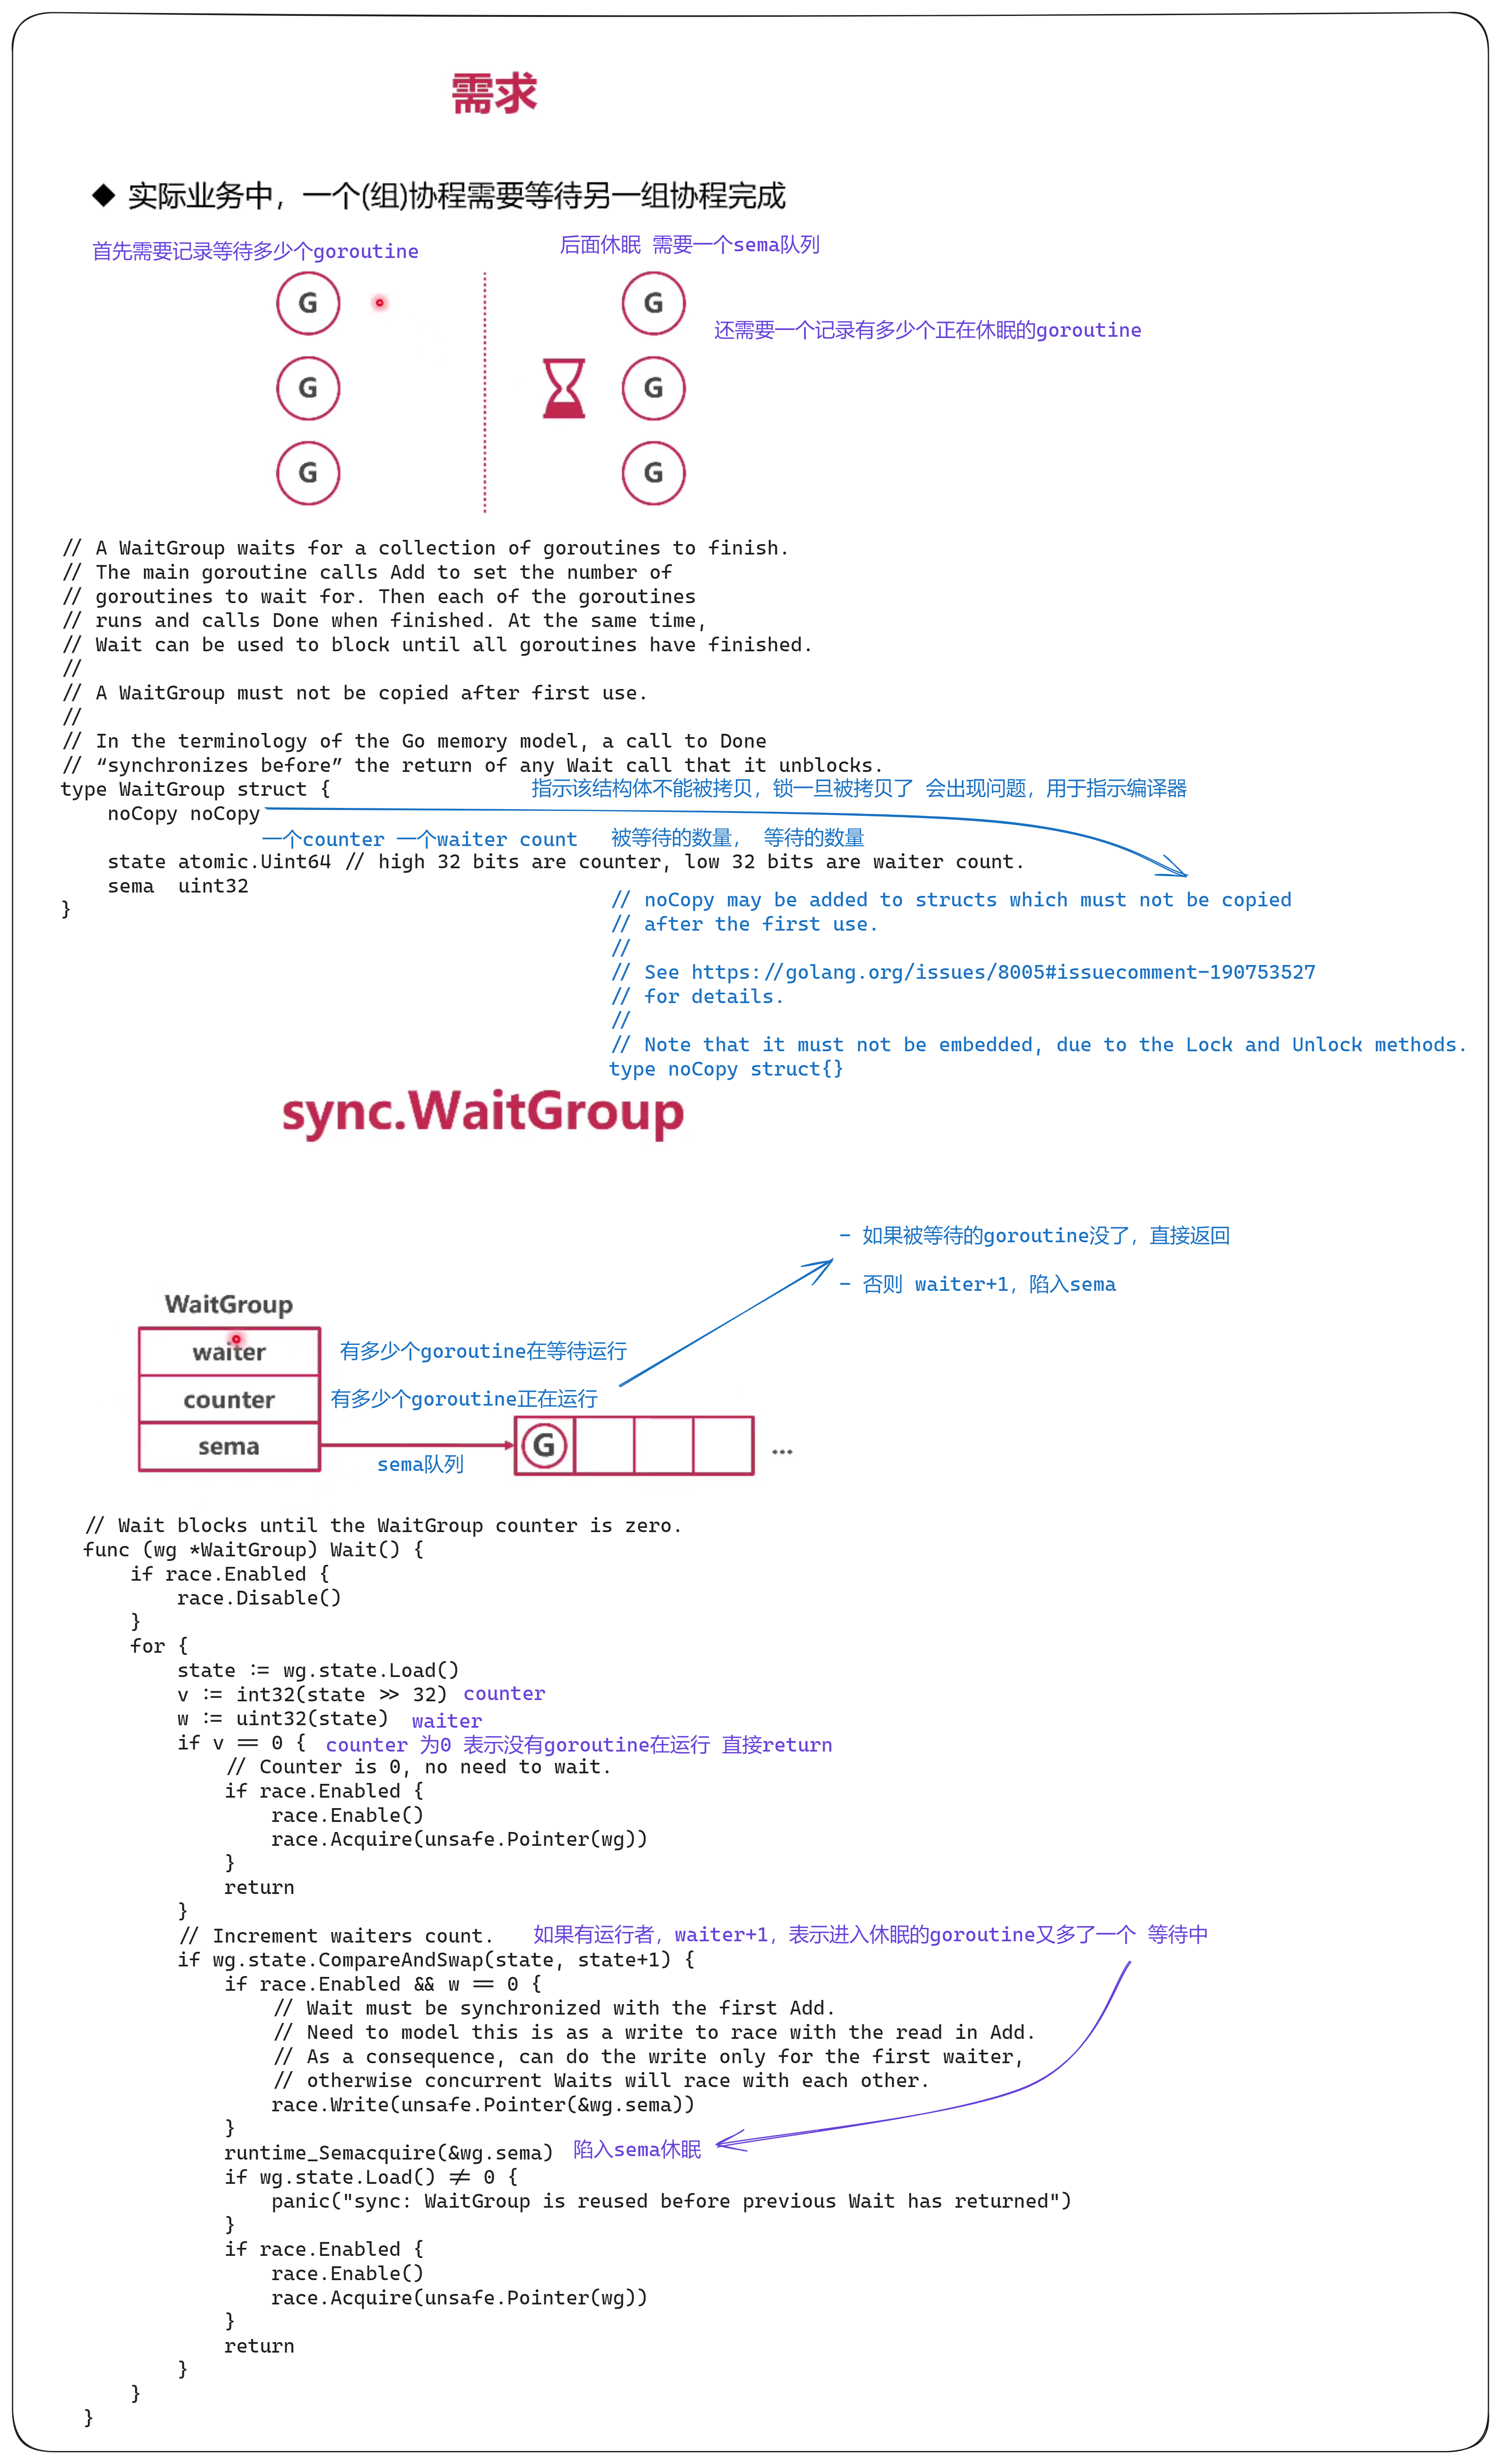 需求
◆ 实际业务中，一个(组)协程需要等待另一组协程完成
首先需要记录等待多少个goroutine
后面休眠 需要一个sema队列
G
G
还需要一个记录有多少个正在休眠的goroutine
G
G
G
G
// A WaitGroup waits for a collection of goroutines to finish.
// The main goroutine calls Add to set the number of
// goroutines to wait for. Then each of the goroutines
// runs and calls Done when finished. At the same time,
// Wait can be used to block until all goroutines have finished.
//
// A WaitGroup must not be copied after first use.
//
// In the terminology of the Go memory model, a call to Done
// “synchronizes before” the return of any Wait call that it unblocks.
type WaitGroup struct {
指示该结构体不能被拷贝，锁一旦被拷贝了 会出现问题，用于指示编译器
noCopy noCopy
一个counter 一个waiter count
被等待的数量， 等待的数量
state atomic.Uint64 // high 32 bits are counter, low 32 bits are waiter count.
sema  uint32
}
// noCopy may be added to structs which must not be copied
// after the first use.
//
// See https://golang.org/issues/8005#issuecomment-190753527
// for details.
//
// Note that it must not be embedded, due to the Lock and Unlock methods.
type noCopy struct{}
sync.WaitGroup
- 如果被等待的goroutine没了，直接返回
- 否则 waiter+1，陷入sema
WaitGroup
waiter
有多少个goroutine在等待运行
counter
有多少个goroutine正在运行
sema
sema队列
G
...
// Wait blocks until the WaitGroup counter is zero.
func (wg *WaitGroup) Wait() {
if race.Enabled {
race.Disable()
}
for {
state := wg.state.Load()
v := int32(state >> 32) counter
w := uint32(state) waiter
if v == 0 { counter 为0 表示没有goroutine在运行 直接return
// Counter is 0, no need to wait.
if race.Enabled {
race.Enable()
race.Acquire(unsafe.Pointer(wg))
}
return
}
// Increment waiters count. 如果有运行者，waiter+1，表示进入休眠的goroutine又多了一个 等待中
if wg.state.CompareAndSwap(state, state+1) {
if race.Enabled && w == 0 {
// Wait must be synchronized with the first Add.
// Need to model this is as a write to race with the read in Add.
// As a consequence, can do the write only for the first waiter,
// otherwise concurrent Waits will race with each other.
race.Write(unsafe.Pointer(&wg.sema))
}
runtime_Semacquire(&wg.sema) 陷入sema休眠
if wg.state.Load() != 0 {
panic("sync: WaitGroup is reused before previous Wait has returned")
}
if race.Enabled {
race.Enable()
race.Acquire(unsafe.Pointer(wg))
}
return
}
}
}